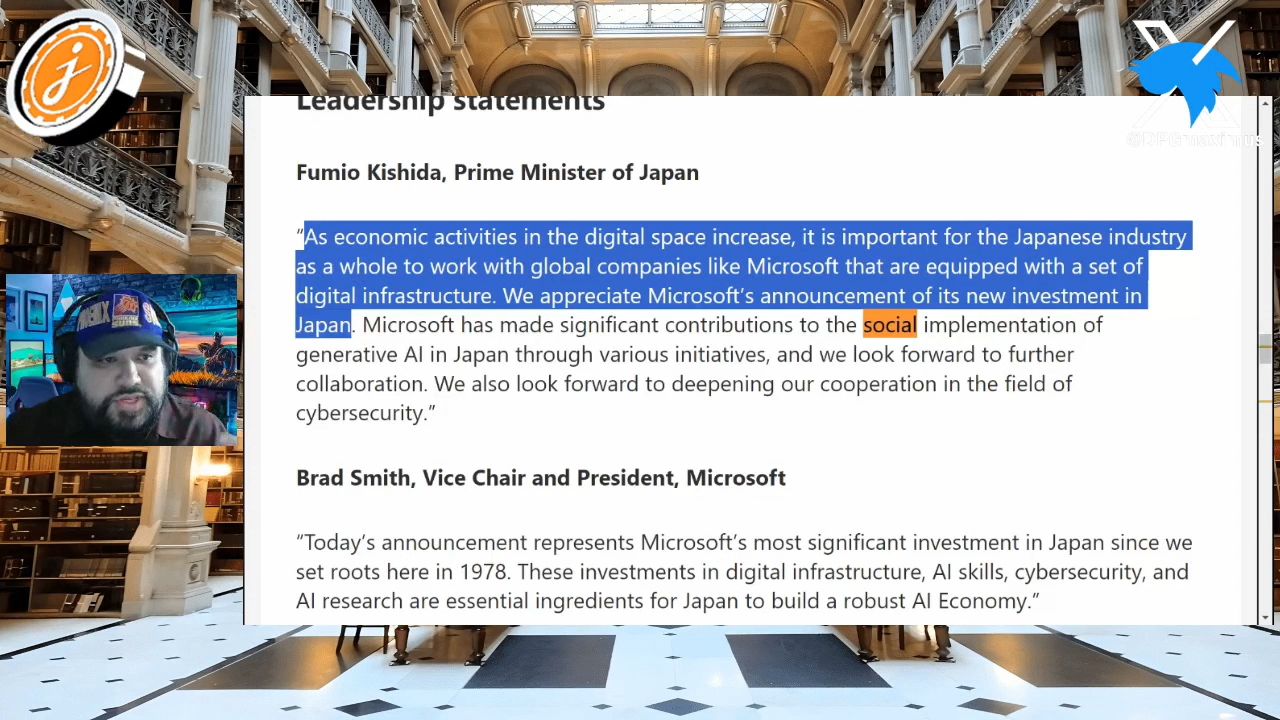 Leadership statements
Fumio Kishida, Prime Minister of Japan
“As economic activities in the digital space increase, it is important for the Japanese industry
as a whole to work with global companies like Microsoft that are equipped with a set of
digital infrastructure. We appreciate Microsoft’s announcement of its new investment in
Japan. Microsoft has made significant contributions to the social implementation of
generative AI in Japan through various initiatives, and we look forward to further
collaboration. We also look forward to deepening our cooperation in the field of
cybersecurity.”
Brad Smith, Vice Chair and President, Microsoft
“Today’s announcement represents Microsoft’s most significant investment in Japan since we
set roots here in 1978. These investments in digital infrastructure, AI skills, cybersecurity, and
AI research are essential ingredients for Japan to build a robust AI Economy.”